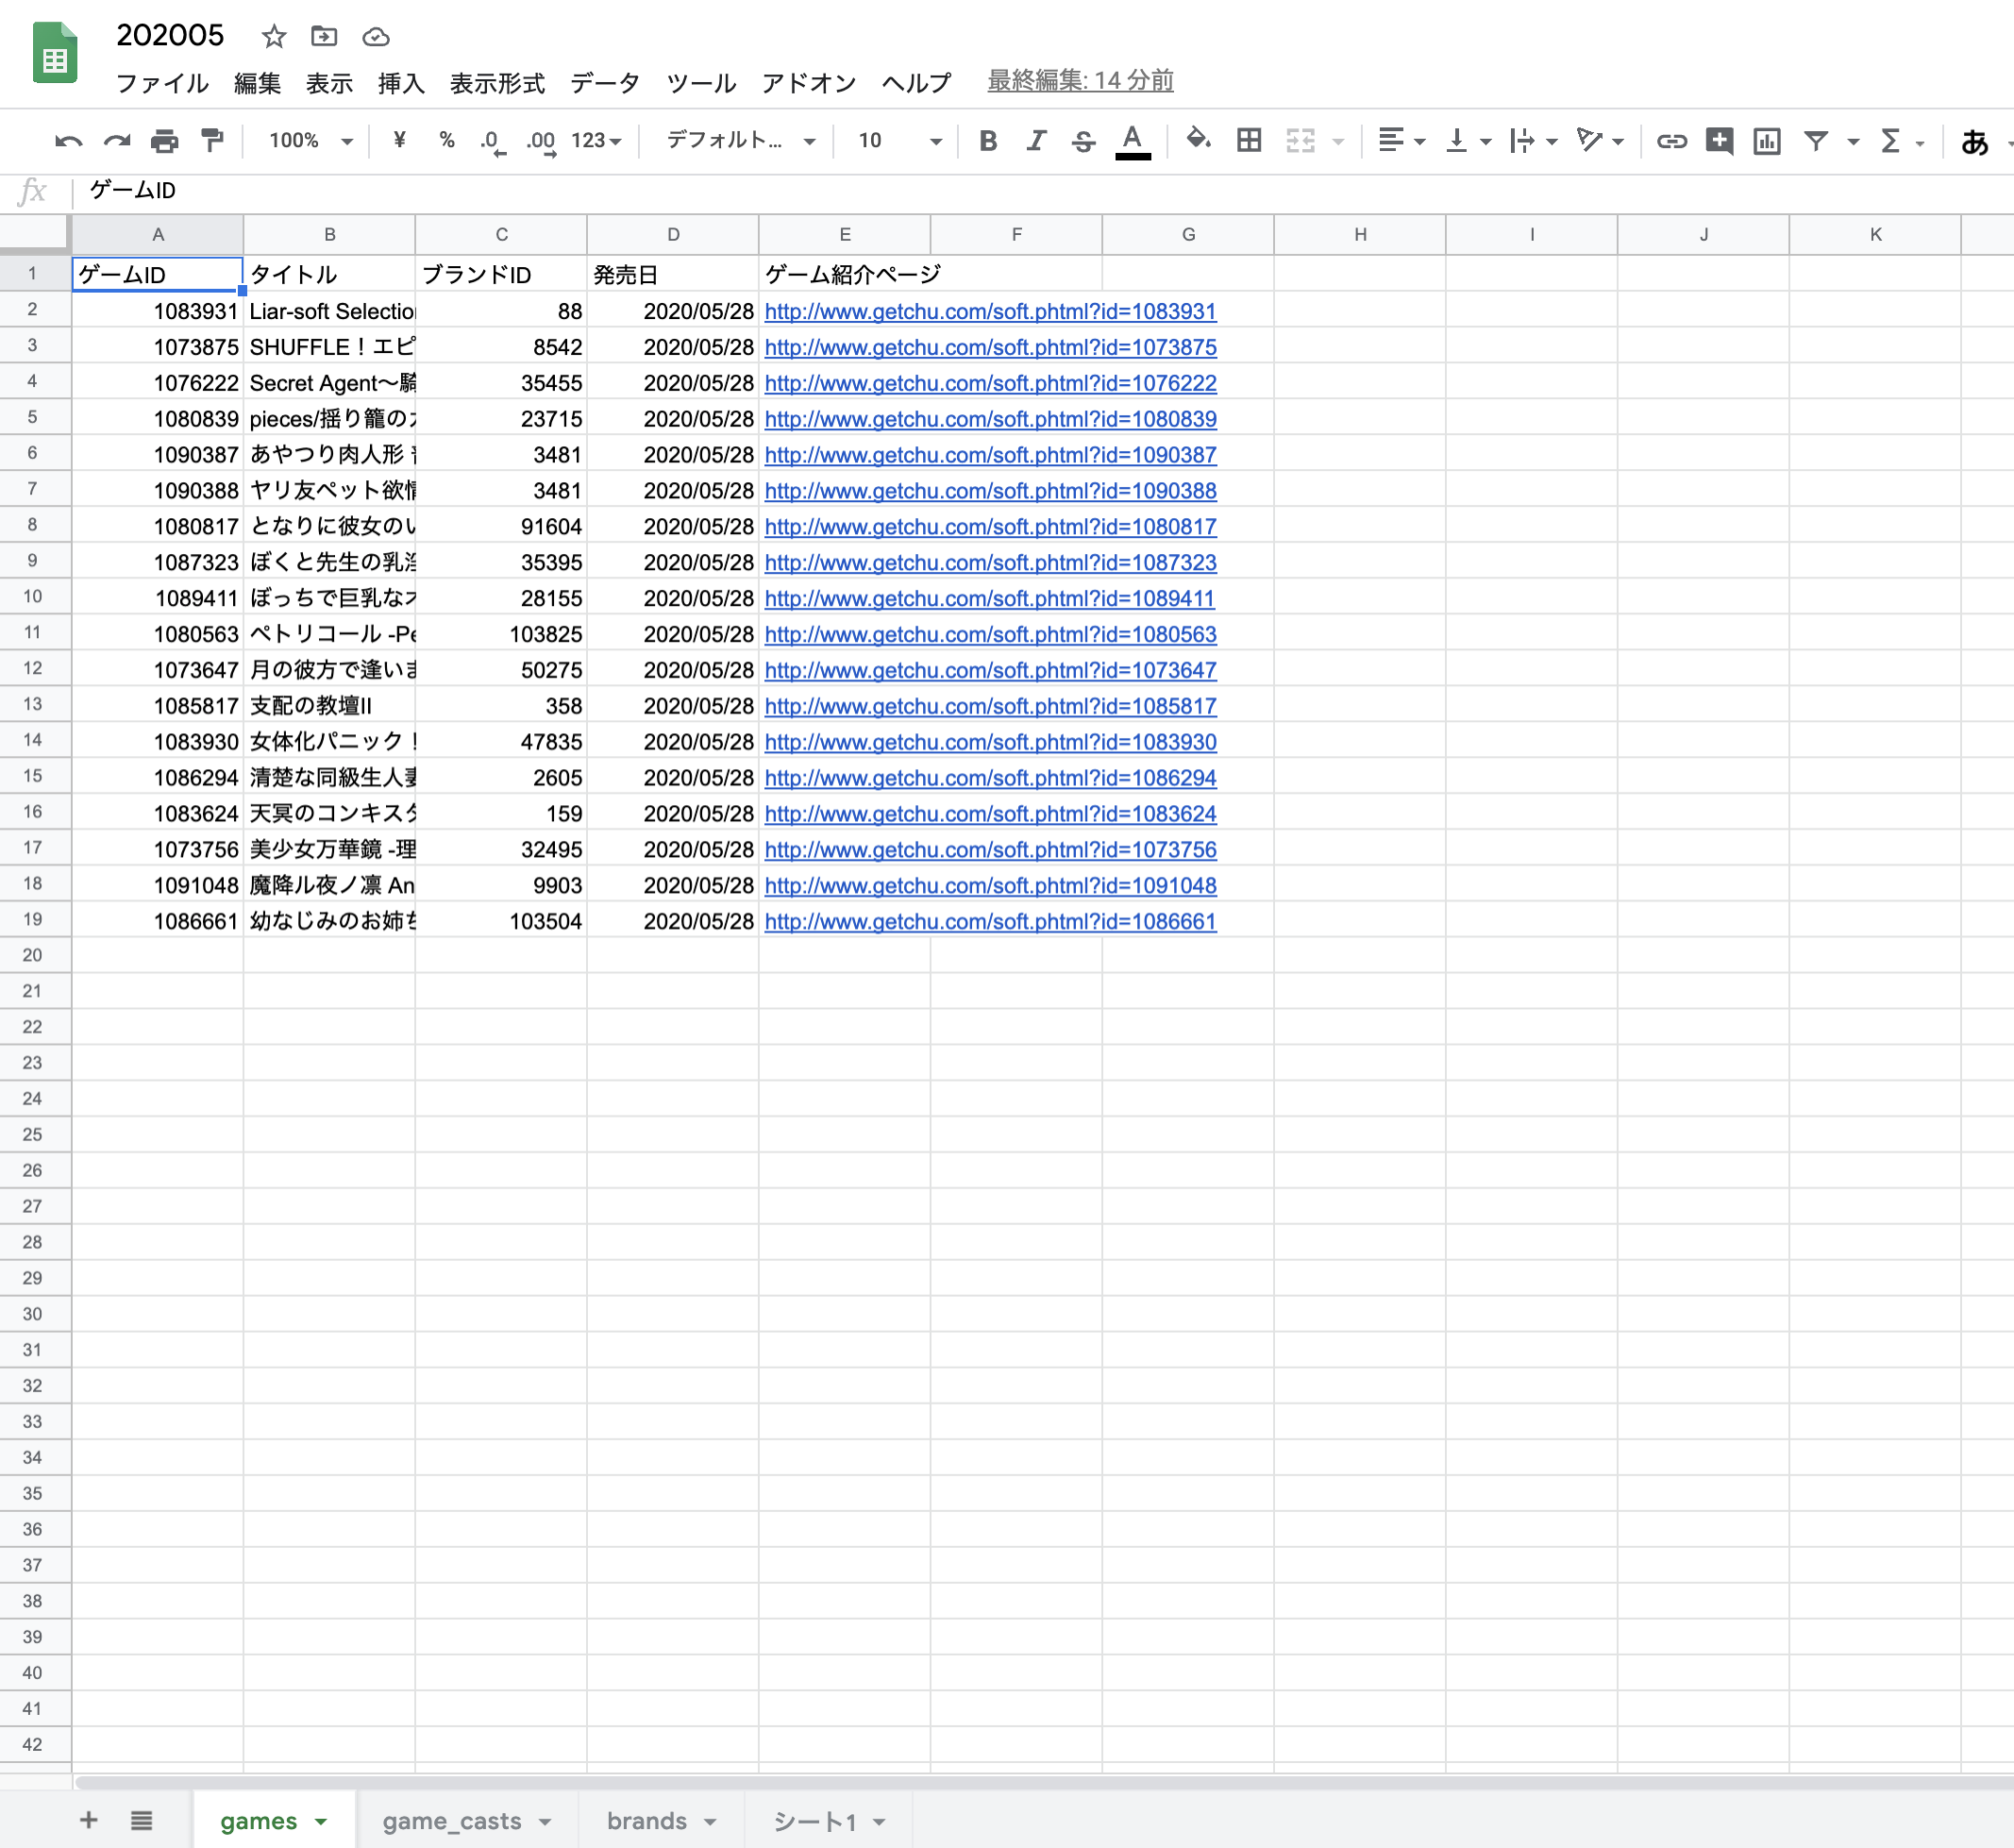 202005
ファイル 編集 表示 挿入 表示形式 データ ツール アドオン ヘルプ 最終編集: 14 分前
100% ¥ % .0 .00 123 デフォルト... 10 B I S A あ
fx ゲームID
A B C D E F G H I J K
1 ゲームID タイトル ブランドID 発売日 ゲーム紹介ページ
2 1083931 Liar-soft Selection 88 2020/05/28 http://www.getchu.com/soft.phtml?id=1083931
3 1073875 SHUFFLE！エピ 8542 2020/05/28 http://www.getchu.com/soft.phtml?id=1073875
4 1076222 Secret Agent～騎 35455 2020/05/28 http://www.getchu.com/soft.phtml?id=1076222
5 1080839 pieces/揺り籠の 23715 2020/05/28 http://www.getchu.com/soft.phtml?id=1080839
6 1090387 あやつり肉人形 3481 2020/05/28 http://www.getchu.com/soft.phtml?id=1090387
7 1090388 ヤリ友ペット欲情 3481 2020/05/28 http://www.getchu.com/soft.phtml?id=1090388
8 1080817 となりに彼女のい 91604 2020/05/28 http://www.getchu.com/soft.phtml?id=1080817
9 1087323 ぼくと先生の乳淫 35395 2020/05/28 http://www.getchu.com/soft.phtml?id=1087323
10 1089411 ぼっちで巨乳なオ 28155 2020/05/28 http://www.getchu.com/soft.phtml?id=1089411
11 1080563 ペトリコール -Pe 103825 2020/05/28 http://www.getchu.com/soft.phtml?id=1080563
12 1073647 月の彼方で逢いま 50275 2020/05/28 http://www.getchu.com/soft.phtml?id=1073647
13 1085817 支配の教壇II 358 2020/05/28 http://www.getchu.com/soft.phtml?id=1085817
14 1083930 女体化パニック！ 47835 2020/05/28 http://www.getchu.com/soft.phtml?id=1083930
15 1086294 清楚な同級生人妻 2605 2020/05/28 http://www.getchu.com/soft.phtml?id=1086294
16 1083624 天冥のコンキスタ 159 2020/05/28 http://www.getchu.com/soft.phtml?id=1083624
17 1073756 美少女万華鏡 -理 32495 2020/05/28 http://www.getchu.com/soft.phtml?id=1073756
18 1091048 魔降ル夜ノ凛 An 9903 2020/05/28 http://www.getchu.com/soft.phtml?id=1091048
19 1086661 幼なじみのお姉ち 103504 2020/05/28 http://www.getchu.com/soft.phtml?id=1086661
20
21
22
23
24
25
26
27
28
29
30
31
32
33
34
35
36
37
38
39
40
41
42
games game_casts brands シート1